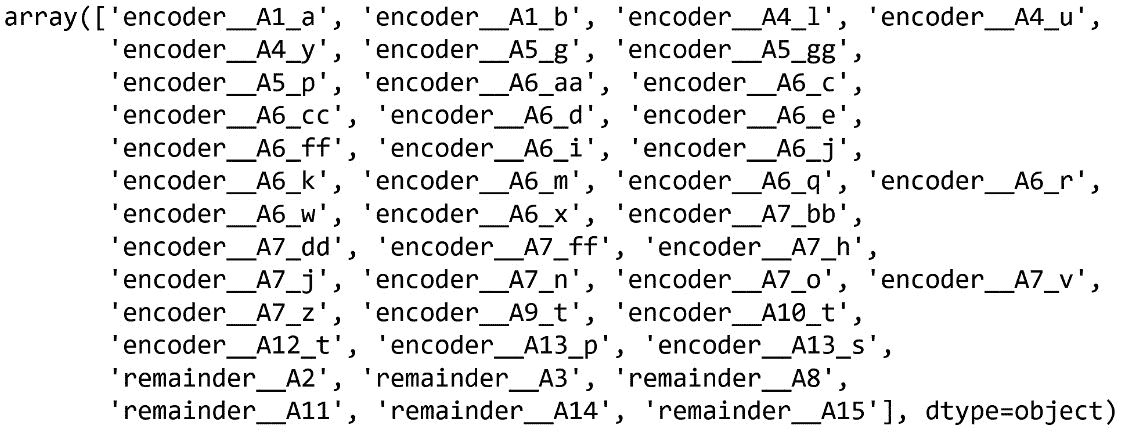 array(['encoder__A1_a', 'encoder__A1_b', 'encoder__A4_l', 'encoder__A4_u',
'encoder__A4_y', 'encoder__A5_g', 'encoder__A5_gg',
'encoder__A5_p', 'encoder__A6_aa', 'encoder__A6_c',
'encoder__A6_cc', 'encoder__A6_d', 'encoder__A6_e',
'encoder__A6_ff', 'encoder__A6_i', 'encoder__A6_j',
'encoder__A6_k', 'encoder__A6_m', 'encoder__A6_q', 'encoder__A6_r',
'encoder__A6_w', 'encoder__A6_x', 'encoder__A7_bb',
'encoder__A7_dd', 'encoder__A7_ff', 'encoder__A7_h',
'encoder__A7_j', 'encoder__A7_n', 'encoder__A7_o', 'encoder__A7_v',
'encoder__A7_z', 'encoder__A9_t', 'encoder__A10_t',
'encoder__A12_t', 'encoder__A13_p', 'encoder__A13_s',
'remainder__A2', 'remainder__A3', 'remainder__A8',
'remainder__A11', 'remainder__A14', 'remainder__A15'], dtype=object)